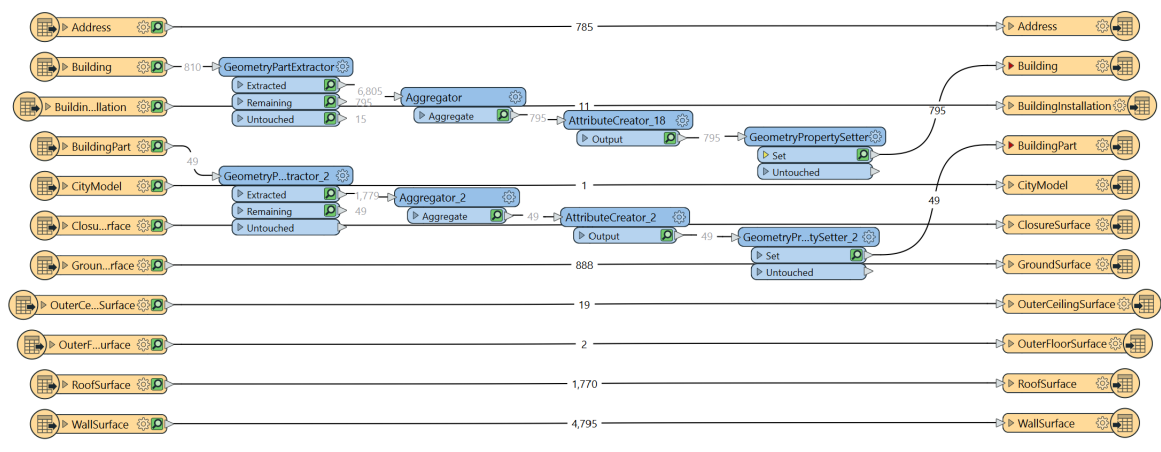 Address
785
Address
Building
810
GeometryPartExtractor
Building
Extracted
6,805
Remaining
795
Untouched
15
Aggregator
Aggregate
795
Buildin...llation
11
BuildingInstallation
AttributeCreator_18
Output
795
GeometryPropertySetter
Set
Untouched
795
BuildingPart
49
BuildingPart
GeometryP...tractor_2
Extracted
1,779
Remaining
49
Untouched
CityModel
1
CityModel
Aggregator_2
Aggregate
49
AttributeCreator_2
Output
49
GeometryPr...tySetter_2
Set
Untouched
49
Closu...rface
ClosureSurface
Groun...rface
888
GroundSurface
OuterCe...Surface
19
OuterCeilingSurface
OuterF...urface
2
OuterFloorSurface
RoofSurface
1,770
RoofSurface
WallSurface
4,795
WallSurface